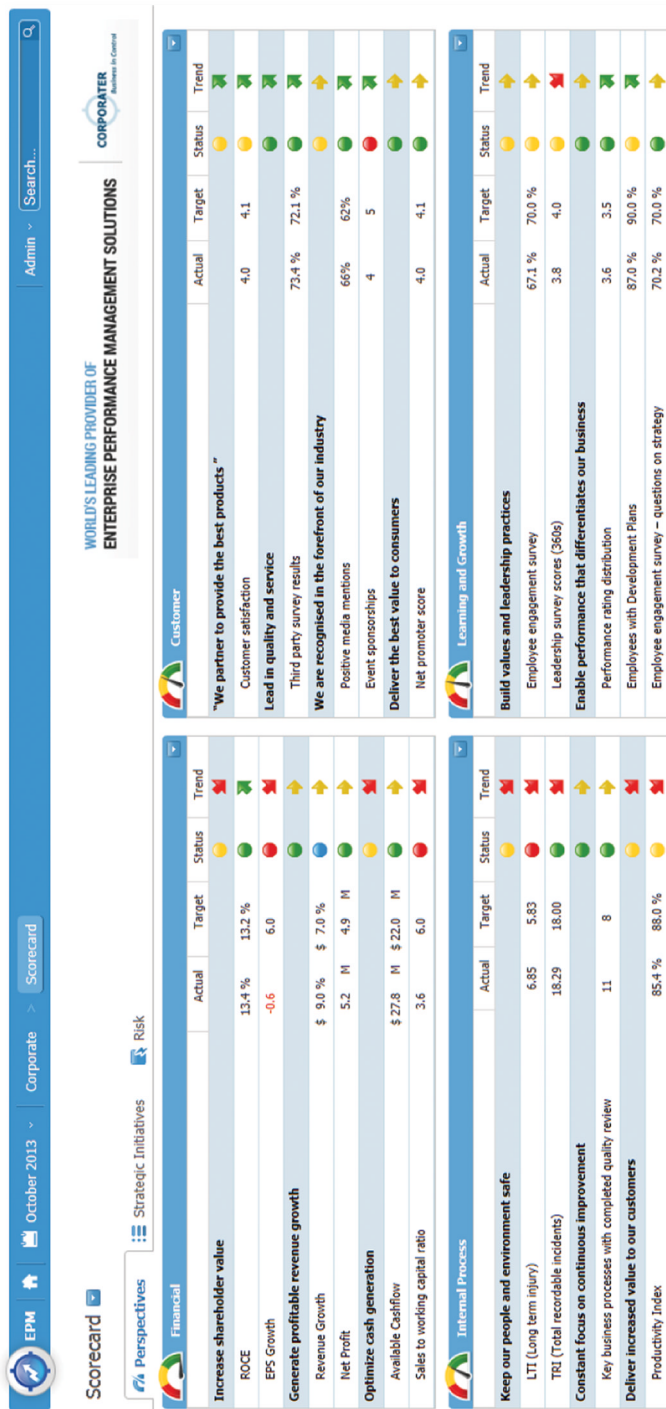 EPM
October 2013
Corporate > Scorecard
Admin
Search...
Scorecard
WORLD'S LEADING PROVIDER OF
ENTERPRISE PERFORMANCE MANAGEMENT SOLUTIONS
CORPORATER
Business in Control
Perspectives
Strategic Initiatives
Risk
Financial
Actual Target Status Trend
Increase shareholder value
ROCE 13.4 % 13.2 %
EPS Growth -0.6 6.0
Generate profitable revenue growth
Revenue Growth $ 9.0 % $ 7.0 %
Net Profit 5.2 M 4.9 M
Optimize cash generation
Available Cashflow $ 27.8 M $ 22.0 M
Sales to working capital ratio 3.6 6.0
Customer
Actual Target Status Trend
"We partner to provide the best products "
Customer satisfaction 4.0 4.1
Lead in quality and service
Third party survey results 73.4 % 72.1 %
We are recognised in the forefront of our industry
Positive media mentions 66% 62%
Event sponsorships 4 5
Deliver the best value to consumers
Net promoter score 4.0 4.1
Internal Process
Actual Target Status Trend
Keep our people and environment safe
LTI (Long term injury) 6.85 5.83
TRI (Total recordable incidents) 18.29 18.00
Constant focus on continuous improvement
Key business processes with completed quality review 11 8
Deliver increased value to our customers
Productivity Index 85.4 % 88.0 %
Learning and Growth
Actual Target Status Trend
Build values and leadership practices
Employee engagement survey 67.1 % 70.0 %
Leadership survey scores (360s) 3.8 4.0
Enable performance that differentiates our business
Performance rating distribution 3.6 3.5
Employees with Development Plans 87.0 % 90.0 %
Employee engagement survey – questions on strategy 70.2 % 70.0 %